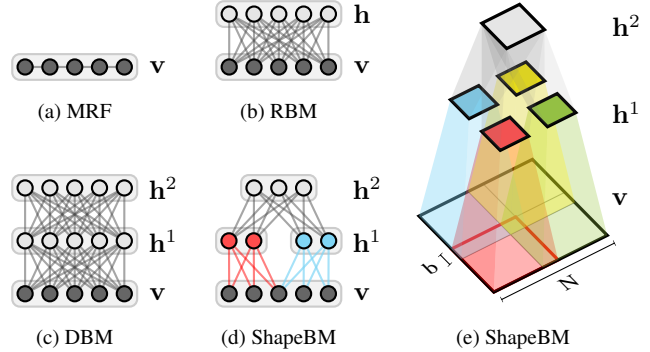 v
(a) MRF
h
v
(b) RBM
h²
h¹
v
(c) DBM
h²
h¹
v
(d) ShapeBM
h²
h¹
v
b
N
(e) ShapeBM